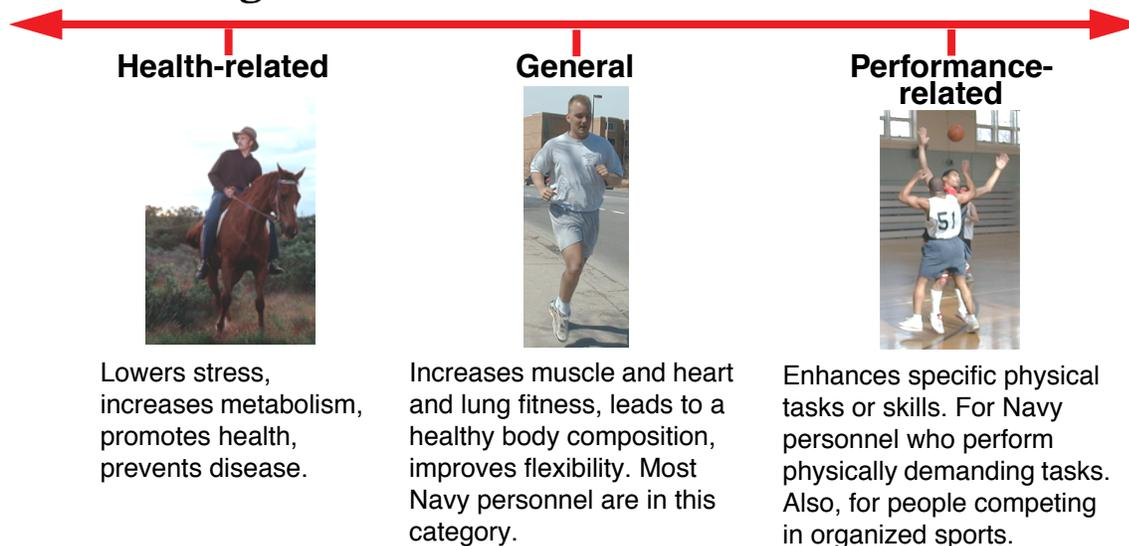 Health-related
Lowers stress,
increases metabolism,
promotes health,
prevents disease.
General
Increases muscle and heart
and lung fitness, leads to a
healthy body composition,
improves flexibility. Most
Navy personnel are in this
category.
Performance-
related
51
Enhances specific physical
tasks or skills. For Navy
personnel who perform
physically demanding tasks.
Also, for people competing
in organized sports.